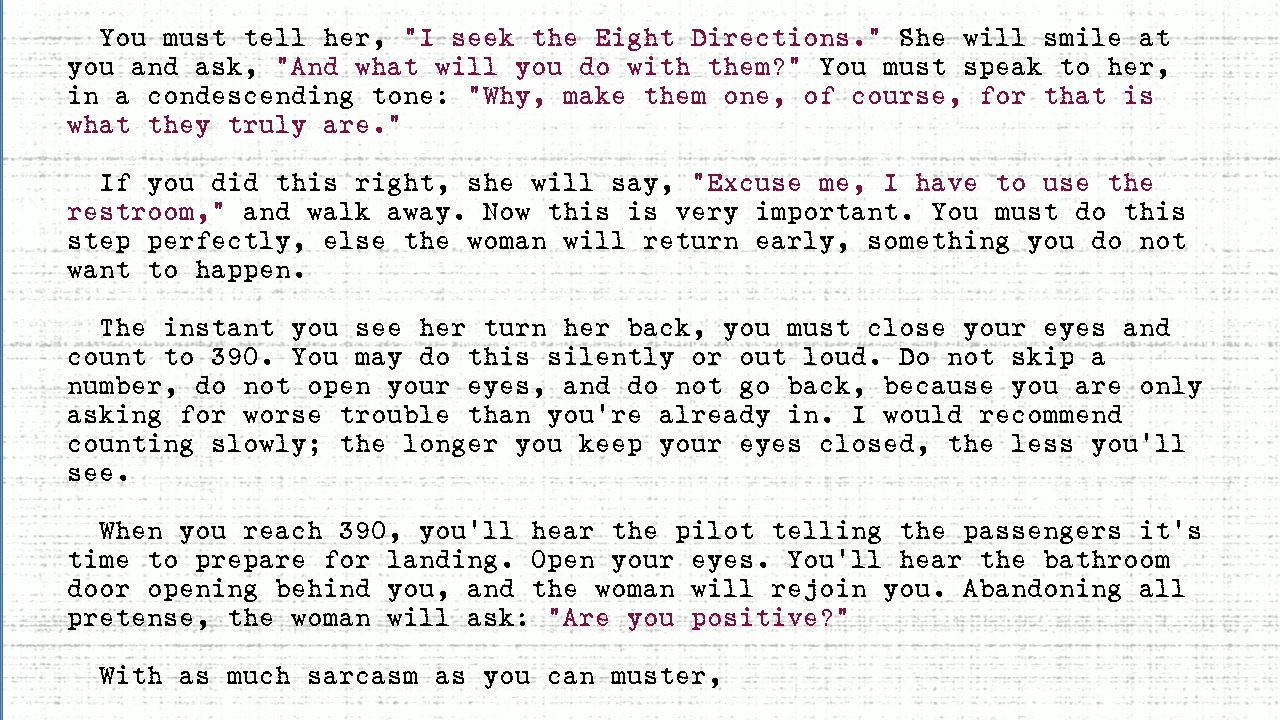 You must tell her, "I seek the Eight Directions." She will smile at
you and ask, "And what will you do with them?" You must speak to her,
in a condescending tone: "Why, make them one, of course, for that is
what they truly are."
If you did this right, she will say, "Excuse me, I have to use the
restroom," and walk away. Now this is very important. You must do this
step perfectly, else the woman will return early, something you do not
want to happen.
The instant you see her turn her back, you must close your eyes and
count to 390. You may do this silently or out loud. Do not skip a
number, do not open your eyes, and do not go back, because you are only
asking for worse trouble than you're already in. I would recommend
counting slowly; the longer you keep your eyes closed, the less you'll
see.
When you reach 390, you'll hear the pilot telling the passengers it's
time to prepare for landing. Open your eyes. You'll hear the bathroom
door opening behind you, and the woman will rejoin you. Abandoning all
pretense, the woman will ask: "Are you positive?"
With as much sarcasm as you can muster,